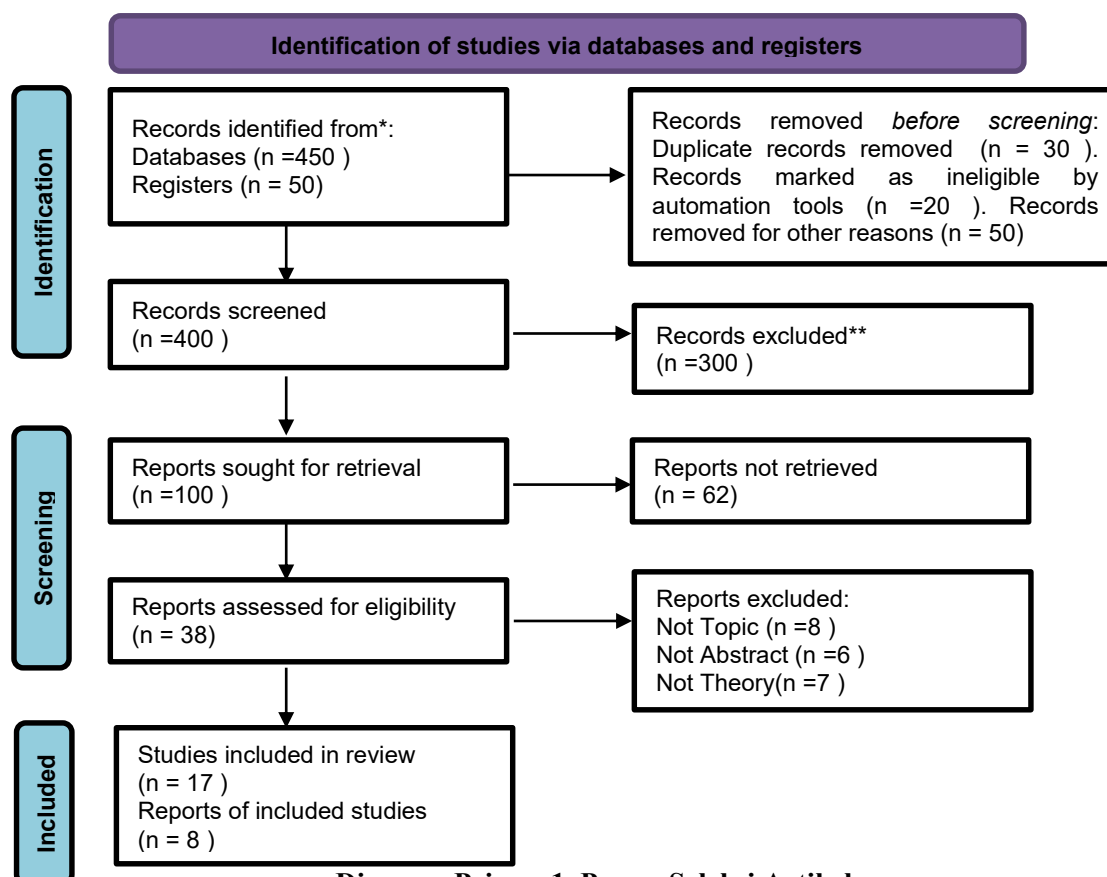 Identification of studies via databases and registers
Identification
Records identified from*:
Databases (n =450 )
Registers (n = 50)
Records removed before screening:
Duplicate records removed (n = 30 ).
Records marked as ineligible by
automation tools (n =20 ). Records
removed for other reasons (n = 50)
Records screened
(n =400 )
Records excluded**
(n =300 )
Screening
Reports sought for retrieval
(n =100 )
Reports not retrieved
(n = 62)
Reports assessed for eligibility
(n = 38)
Reports excluded:
Not Topic (n =8 )
Not Abstract (n =6 )
Not Theory(n =7 )
Included
Studies included in review
(n = 17 )
Reports of included studies
(n = 8 )